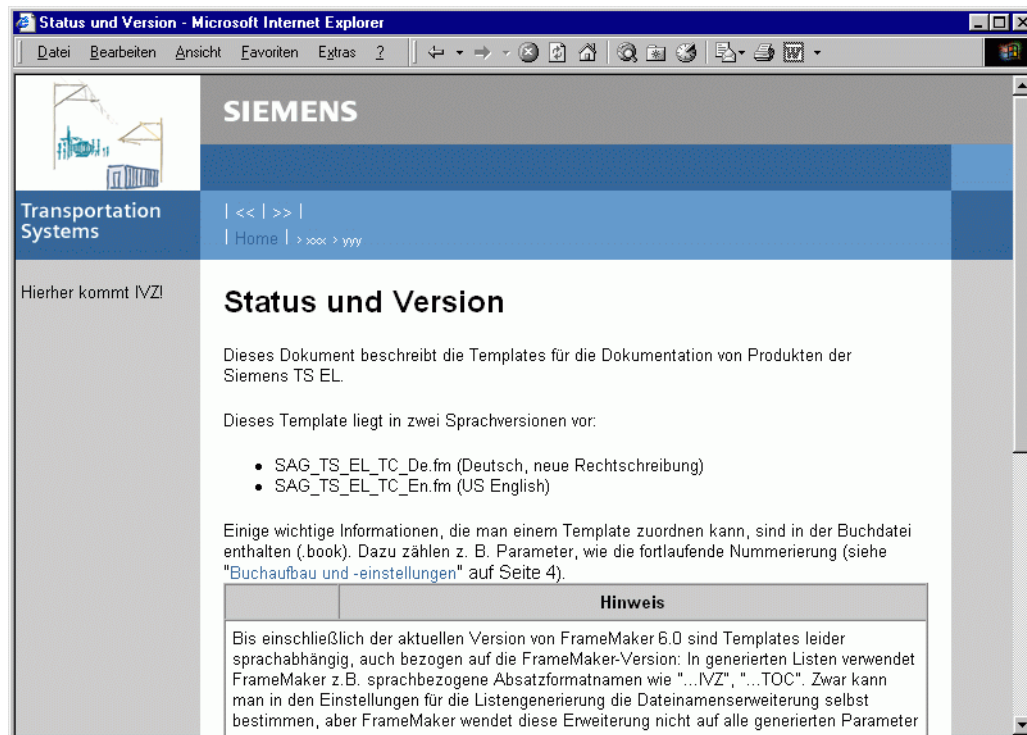 Status und Version - Microsoft Internet Explorer
Datei Bearbeiten Ansicht Favoriten Extras ?
SIEMENS
Transportation
Systems
| << | >> |
| Home | > xxx > yyy
Hierher kommt IVZ!
Status und Version
Dieses Dokument beschreibt die Templates für die Dokumentation von Produkten der
Siemens TS EL.
Dieses Template liegt in zwei Sprachversionen vor:
• SAG_TS_EL_TC_De.fm (Deutsch, neue Rechtschreibung)
• SAG_TS_EL_TC_En.fm (US English)
Einige wichtige Informationen, die man einem Template zuordnen kann, sind in der Buchdatei
enthalten (.book). Dazu zählen z. B. Parameter, wie die fortlaufende Nummerierung (siehe
"Buchaufbau und -einstellungen" auf Seite 4).
Hinweis
Bis einschließlich der aktuellen Version von FrameMaker 6.0 sind Templates leider
sprachabhängig, auch bezogen auf die FrameMaker-Version: In generierten Listen verwendet
FrameMaker z.B. sprachbezogene Absatzformatnamen wie "...IVZ", "...TOC". Zwar kann
man in den Einstellungen für die Listengenerierung die Dateinamenserweiterung selbst
bestimmen, aber FrameMaker wendet diese Erweiterung nicht auf alle generierten Parameter